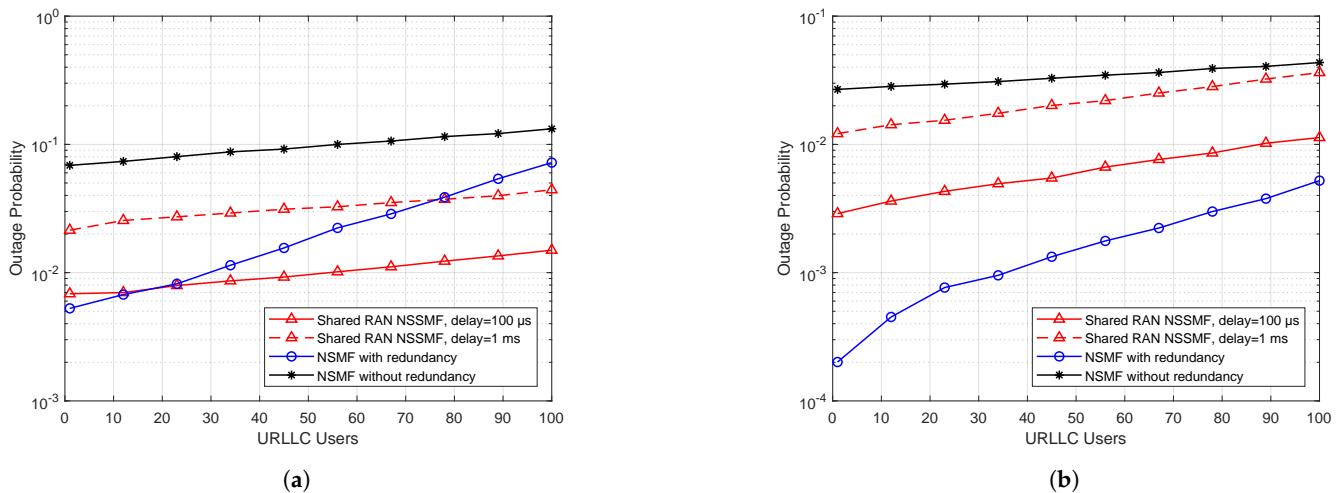 10^0
10^-1
10^-2
10^-3
Outage Probability
0 10 20 30 40 50 60 70 80 90 100
URLLC Users
Shared RAN NSSMF, delay=100 μs
Shared RAN NSSMF, delay=1 ms
NSMF with redundancy
NSMF without redundancy
(a)
10^-1
10^-2
10^-3
10^-4
Outage Probability
0 10 20 30 40 50 60 70 80 90 100
URLLC Users
Shared RAN NSSMF, delay=100 μs
Shared RAN NSSMF, delay=1 ms
NSMF with redundancy
NSMF without redundancy
(b)